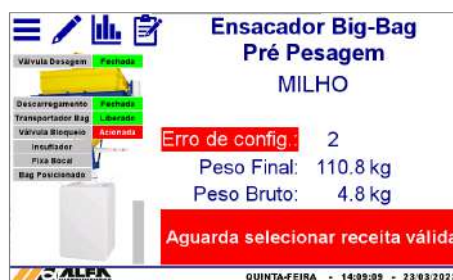 Ensacador Big-Bag
Pré Pesagem
MILHO
Válvula Dosagem Fechada
Descarregamento Fechada
Transportador Bag Liberado
Válvula Bloqueio Acionada
Insuflador
Fixa Bocal
Bag Posicionado
Erro de config.: 2
Peso Final: 110.8 kg
Peso Bruto: 4.8 kg
Aguarda selecionar receita válida
ALFA
QUINTA-FEIRA - 14:09:09 - 23/03/202